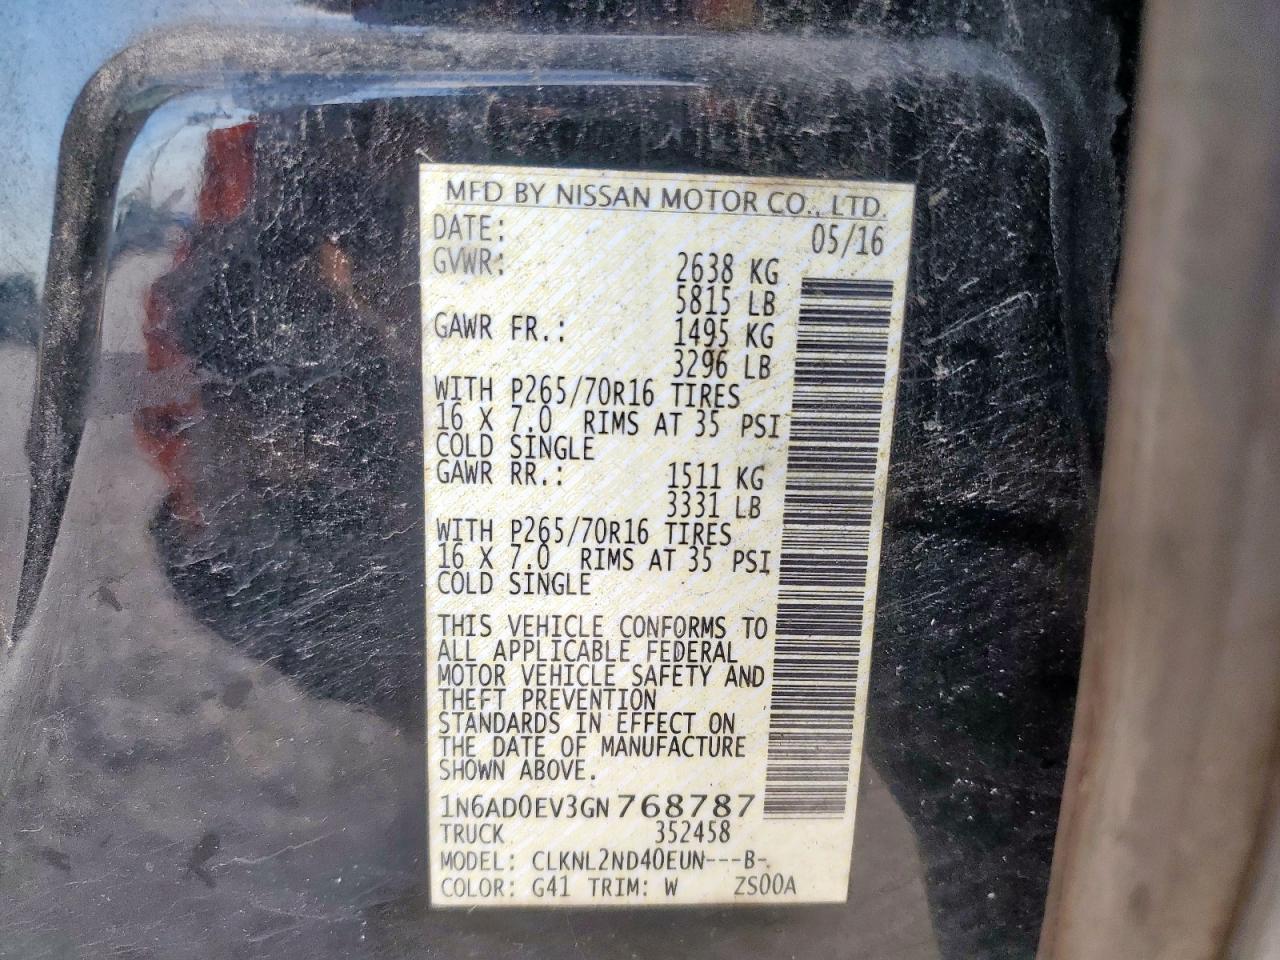 MFD BY NISSAN MOTOR CO., LTD.
DATE: 05/16
GVWR: 2638 KG
5815 LB
GAWR FR.: 1495 KG
3296 LB
WITH P265/70R16 TIRES
16 X 7.0 RIMS AT 35 PSI
COLD SINGLE
GAWR RR.: 1511 KG
3331 LB
WITH P265/70R16 TIRES
16 X 7.0 RIMS AT 35 PSI
COLD SINGLE
THIS VEHICLE CONFORMS TO
ALL APPLICABLE FEDERAL
MOTOR VEHICLE SAFETY AND
THEFT PREVENTION
STANDARDS IN EFFECT ON
THE DATE OF MANUFACTURE
SHOWN ABOVE.
1N6AD0EV3GN768787
TRUCK 352458
MODEL: CLKNL2ND40EUN---B-
COLOR: G41 TRIM: W ZS00A